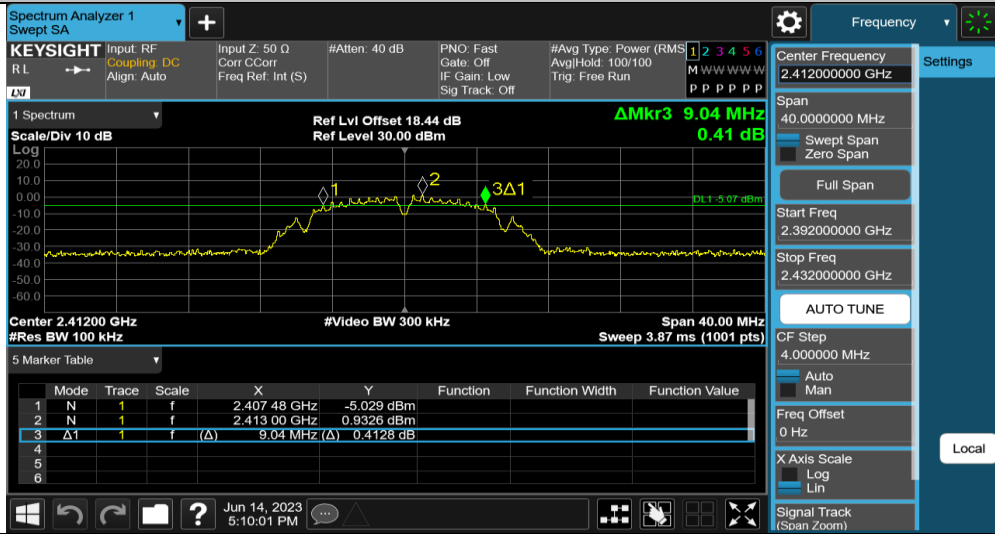 Spectrum Analyzer 1
Swept SA
Frequency
KEYSIGHT
R L
LXI
Input: RF
Coupling: DC
Align: Auto
Input Z: 50 Ω
Corr CCorr
Freq Ref: Int (S)
#Atten: 40 dB
PNO: Fast
Gate: Off
IF Gain: Low
Sig Track: Off
#Avg Type: Power (RMS
Avg|Hold: 100/100
Trig: Free Run
1 2 3 4 5 6
M W W W W W
P P P P P P
1 Spectrum
Scale/Div 10 dB
Ref Lvl Offset 18.44 dB
Ref Level 30.00 dBm
ΔMkr3 9.04 MHz
0.41 dB
Log
20.0
10.0
0.00
-10.0
-20.0
-30.0
-40.0
-50.0
-60.0
1
2
3Δ1
DL1 -5.07 dBm
Center 2.41200 GHz
#Video BW 300 kHz
Span 40.00 MHz
#Res BW 100 kHz
Sweep 3.87 ms (1001 pts)
5 Marker Table
Mode Trace Scale X Y Function Function Width Function Value
1 N 1 f 2.407 48 GHz -5.029 dBm
2 N 1 f 2.413 00 GHz 0.9326 dBm
3 Δ1 1 f (Δ) 9.04 MHz (Δ) 0.4128 dB
4
5
6
Jun 14, 2023
5:10:01 PM
Center Frequency
2.412000000 GHz
Span
40.0000000 MHz
Swept Span
Zero Span
Full Span
Start Freq
2.392000000 GHz
Stop Freq
2.432000000 GHz
AUTO TUNE
CF Step
4.000000 MHz
Auto
Man
Freq Offset
0 Hz
X Axis Scale
Log
Lin
Signal Track
(Span Zoom)
Settings
Local